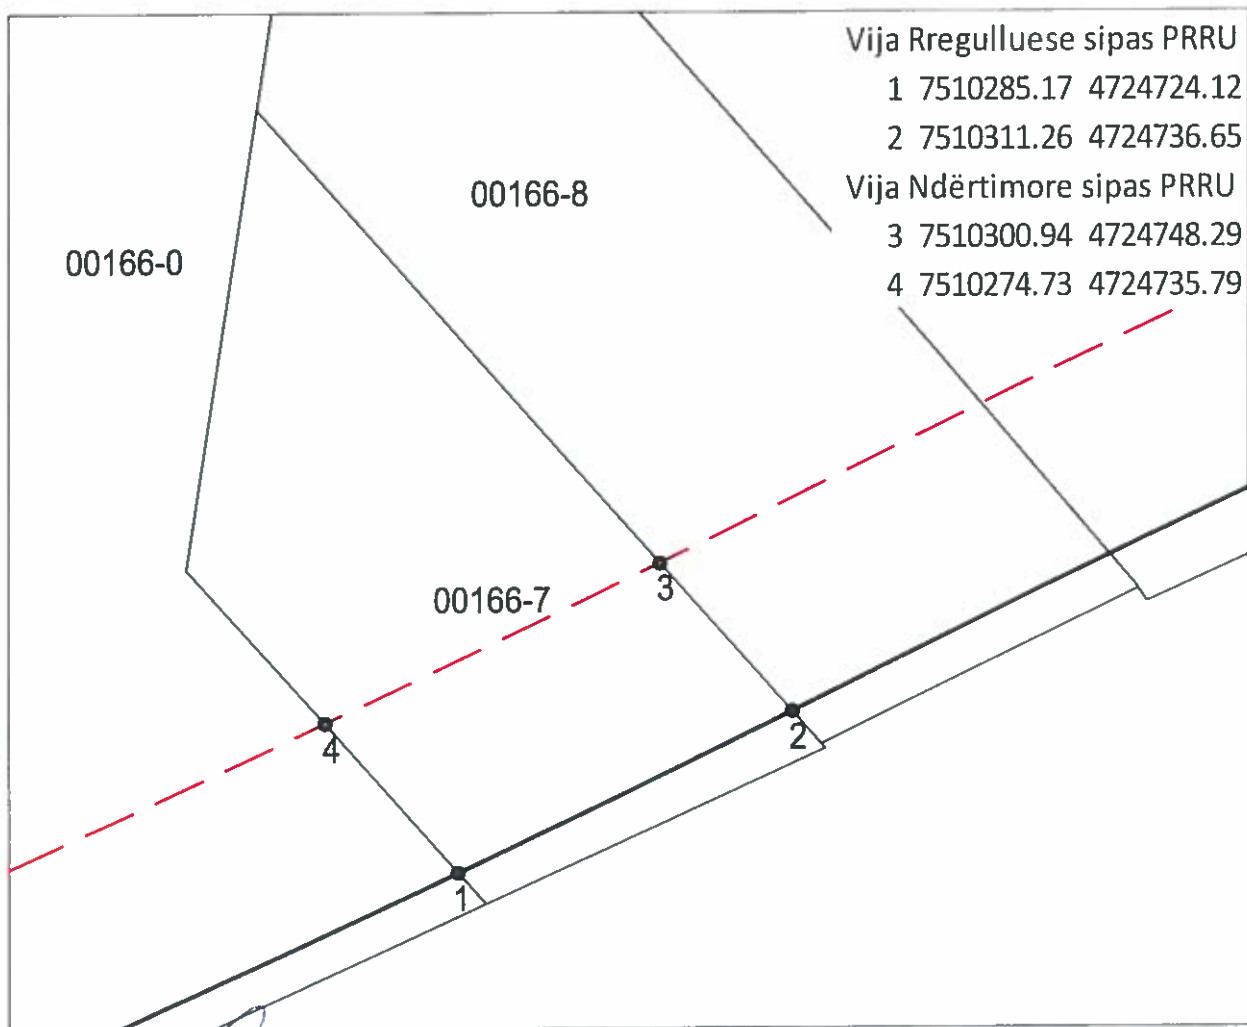 Vija Rregulluese sipas PRRU
1 7510285.17 4724724.12
2 7510311.26 4724736.65
Vija Ndërtimore sipas PRRU
3 7510300.94 4724748.29
4 7510274.73 4724735.79
00166-8
00166-0
00166-7
3
4
2
1